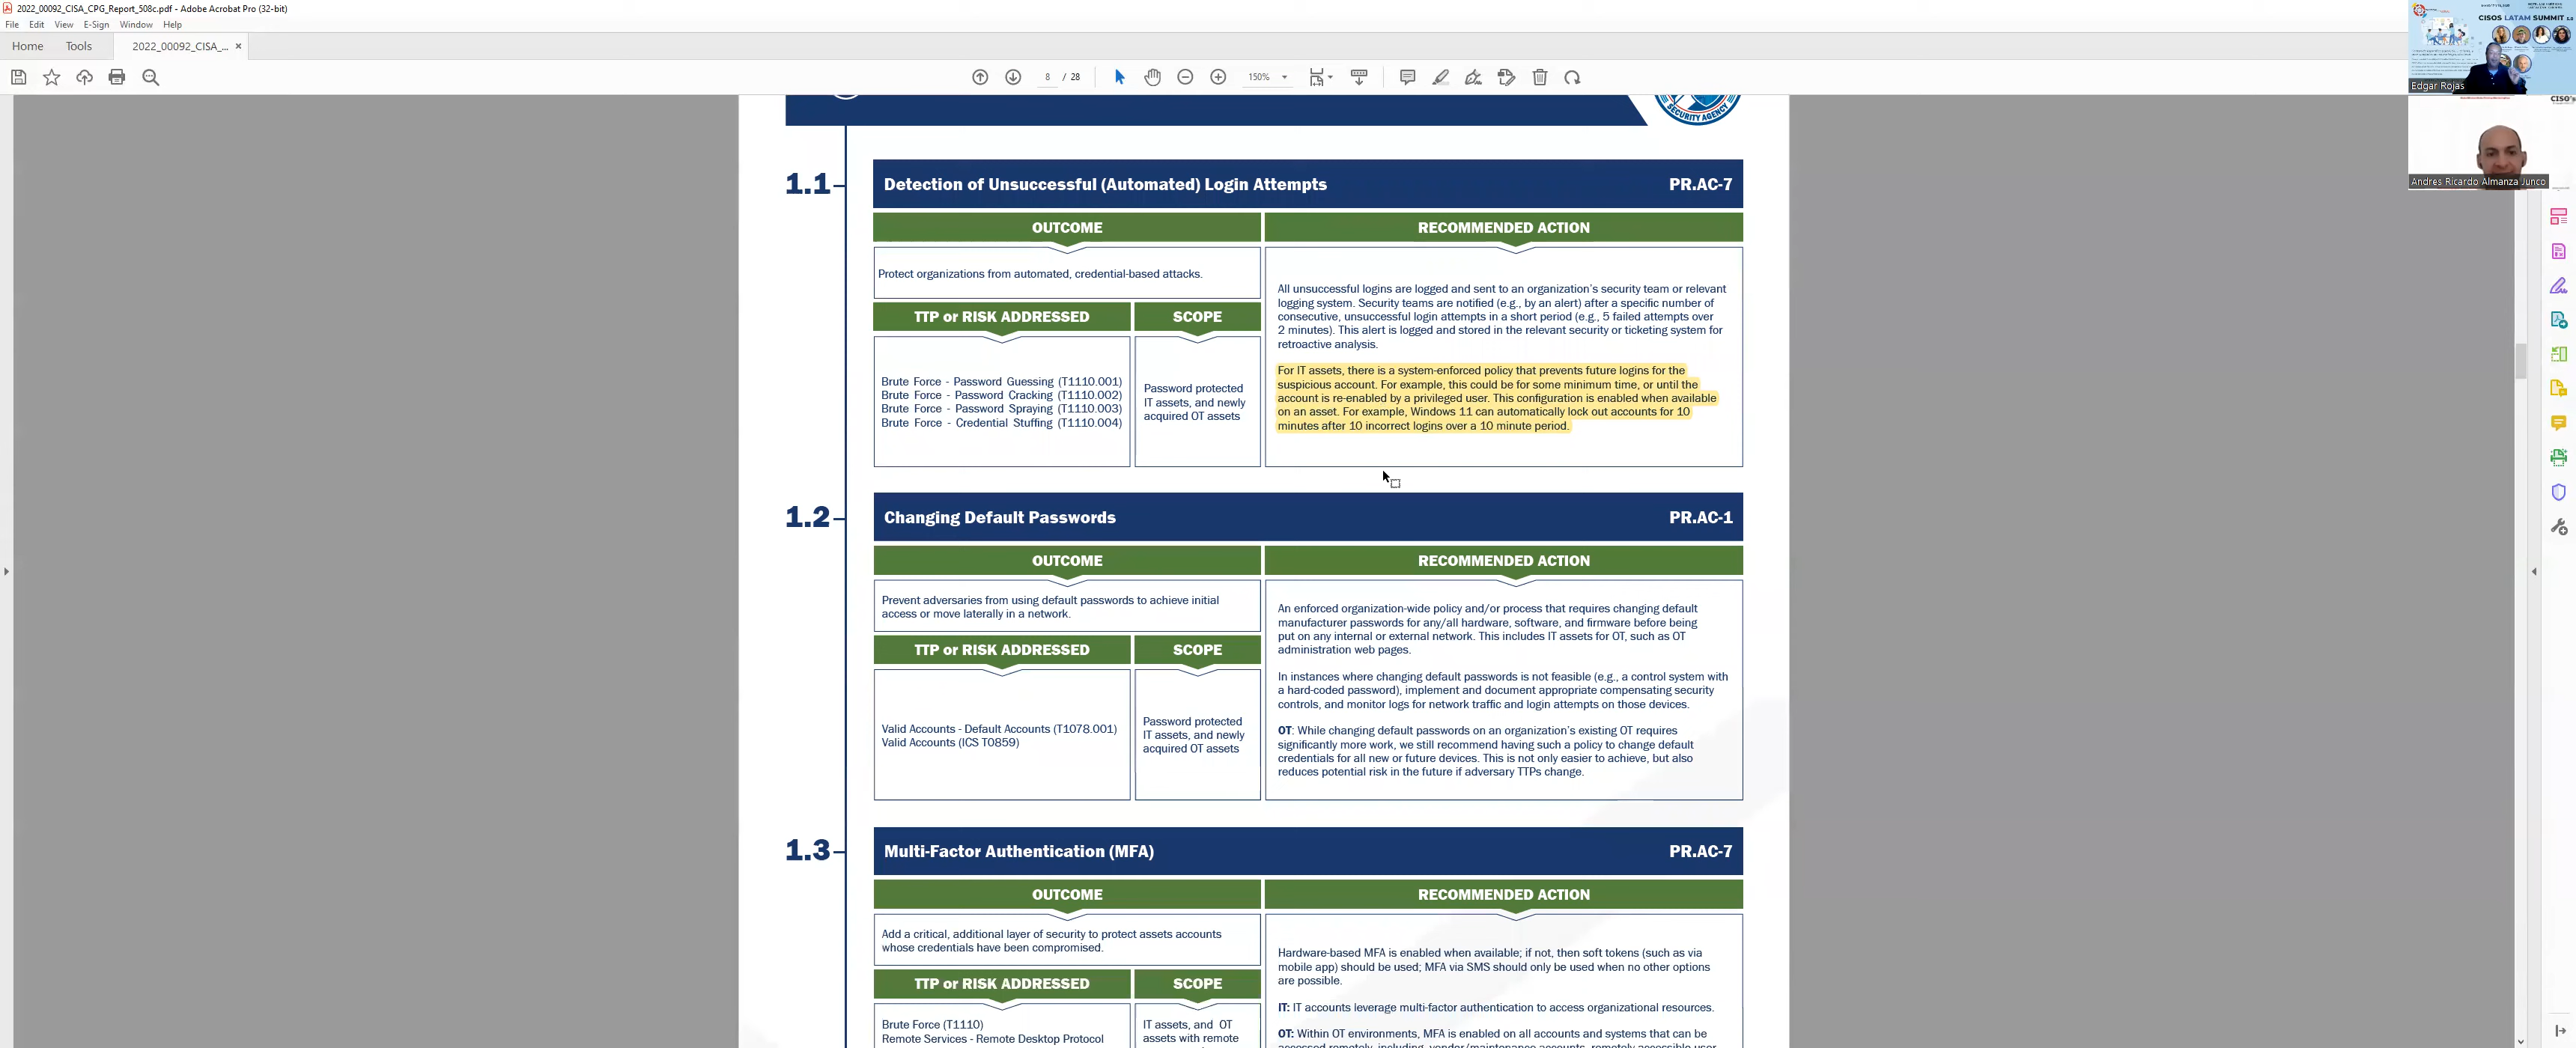 2022_00092_CISA_CPG_Report_508c.pdf - Adobe Acrobat Pro (32-bit)
File Edit View E-Sign Window Help
Home Tools 2022_00092_CISA_... ×
8 / 28 150%
SECURITY AGENCY
1.1
Detection of Unsuccessful (Automated) Login Attempts PR.AC-7
OUTCOME
Protect organizations from automated, credential-based attacks.
TTP or RISK ADDRESSED
Brute Force - Password Guessing (T1110.001)
Brute Force - Password Cracking (T1110.002)
Brute Force - Password Spraying (T1110.003)
Brute Force - Credential Stuffing (T1110.004)
SCOPE
Password protected
IT assets, and newly
acquired OT assets
RECOMMENDED ACTION
All unsuccessful logins are logged and sent to an organization's security team or relevant
logging system. Security teams are notified (e.g., by an alert) after a specific number of
consecutive, unsuccessful login attempts in a short period (e.g., 5 failed attempts over
2 minutes). This alert is logged and stored in the relevant security or ticketing system for
retroactive analysis.
For IT assets, there is a system-enforced policy that prevents future logins for the
suspicious account. For example, this could be for some minimum time, or until the
account is re-enabled by a privileged user. This configuration is enabled when available
on an asset. For example, Windows 11 can automatically lock out accounts for 10
minutes after 10 incorrect logins over a 10 minute period.
1.2
Changing Default Passwords PR.AC-1
OUTCOME
Prevent adversaries from using default passwords to achieve initial
access or move laterally in a network.
TTP or RISK ADDRESSED
Valid Accounts - Default Accounts (T1078.001)
Valid Accounts (ICS T0859)
SCOPE
Password protected
IT assets, and newly
acquired OT assets
RECOMMENDED ACTION
An enforced organization-wide policy and/or process that requires changing default
manufacturer passwords for any/all hardware, software, and firmware before being
put on any internal or external network. This includes IT assets for OT, such as OT
administration web pages.
In instances where changing default passwords is not feasible (e.g., a control system with
a hard-coded password), implement and document appropriate compensating security
controls, and monitor logs for network traffic and login attempts on those devices.
OT: While changing default passwords on an organization's existing OT requires
significantly more work, we still recommend having such a policy to change default
credentials for all new or future devices. This is not only easier to achieve, but also
reduces potential risk in the future if adversary TTPs change.
1.3
Multi-Factor Authentication (MFA) PR.AC-7
OUTCOME
Add a critical, additional layer of security to protect assets accounts
whose credentials have been compromised.
TTP or RISK ADDRESSED
Brute Force (T1110)
Remote Services - Remote Desktop Protocol
SCOPE
IT assets, and OT
assets with remote
RECOMMENDED ACTION
Hardware-based MFA is enabled when available; if not, then soft tokens (such as via
mobile app) should be used; MFA via SMS should only be used when no other options
are possible.
IT: IT accounts leverage multi-factor authentication to access organizational resources.
OT: Within OT environments, MFA is enabled on all accounts and systems that can be
accessed remotely, including vendor/maintenance accounts, remotely accessible user
CISOS LATAM SUMMIT
Edgar Rojas
CISO's
Andres Ricardo Almanza Junco